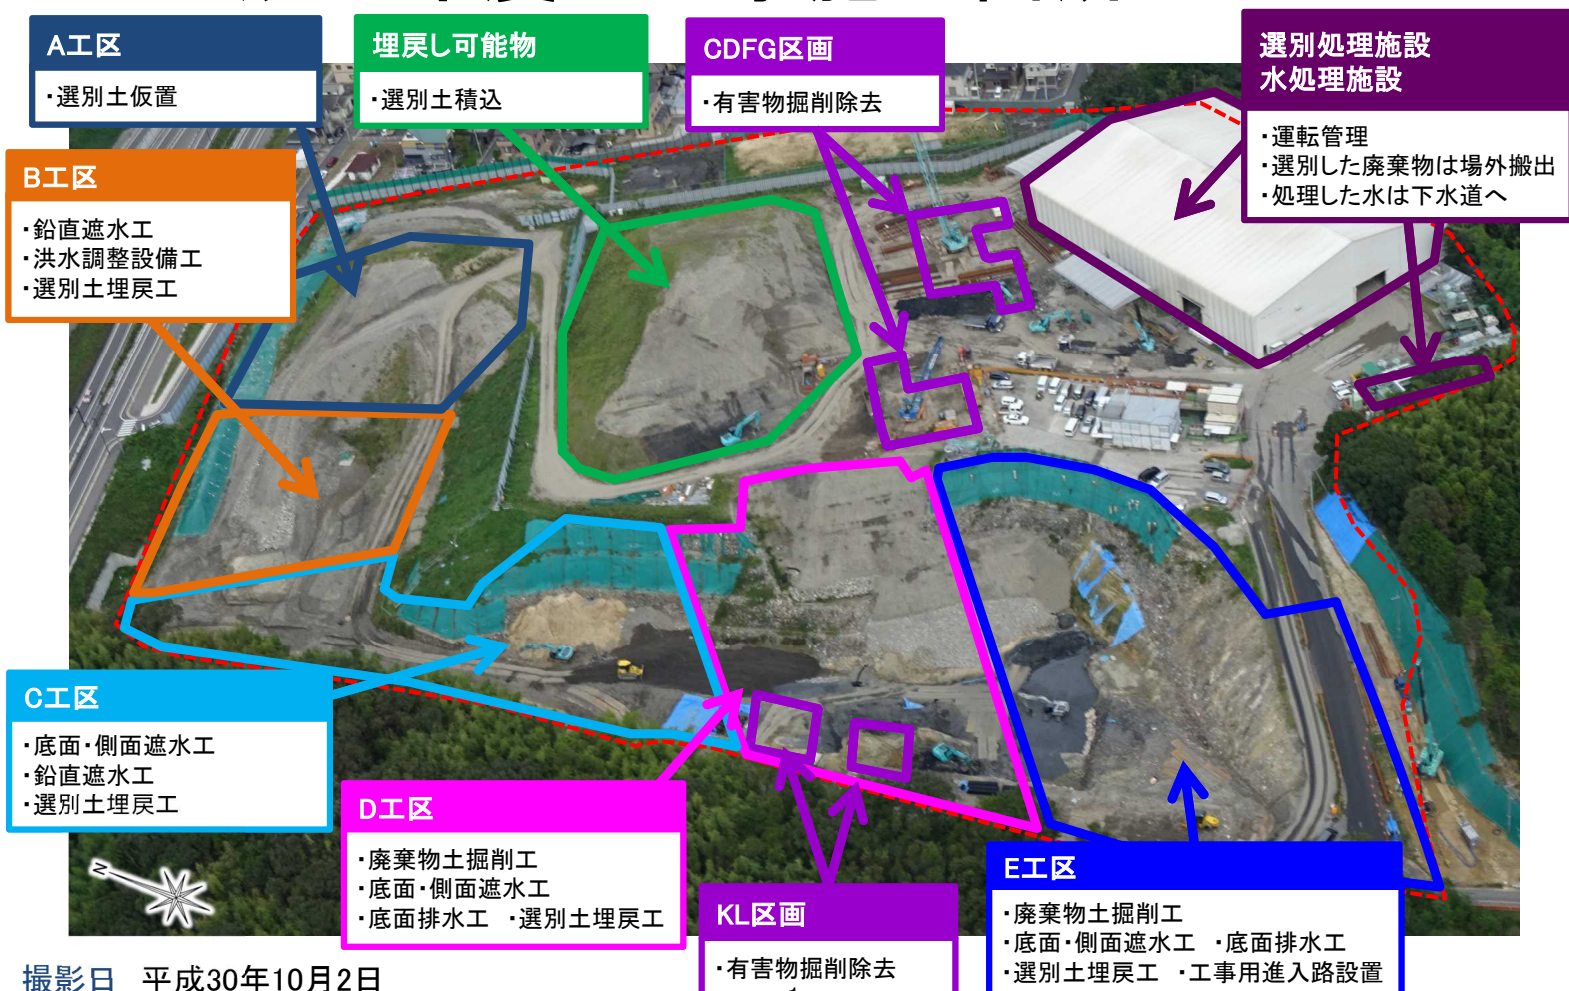 A工区
・選別土仮置
埋戻し可能物
・選別土積込
CDFG区画
・有害物掘削除去
選別処理施設
水処理施設
・運転管理
・選別した廃棄物は場外搬出
・処理した水は下水道へ
B工区
・鉛直遮水工
・洪水調整設備工
・選別土埋戻工
C工区
・底面・側面遮水工
・鉛直遮水工
・選別土埋戻工
D工区
・廃棄物土掘削工
・底面・側面遮水工
・底面排水工 ・選別土埋戻工
KL区画
・有害物掘削除去
E工区
・廃棄物土掘削工
・底面・側面遮水工 ・底面排水工
・選別土埋戻工 ・工事用進入路設置
N
撮影日 平成30年10月2日